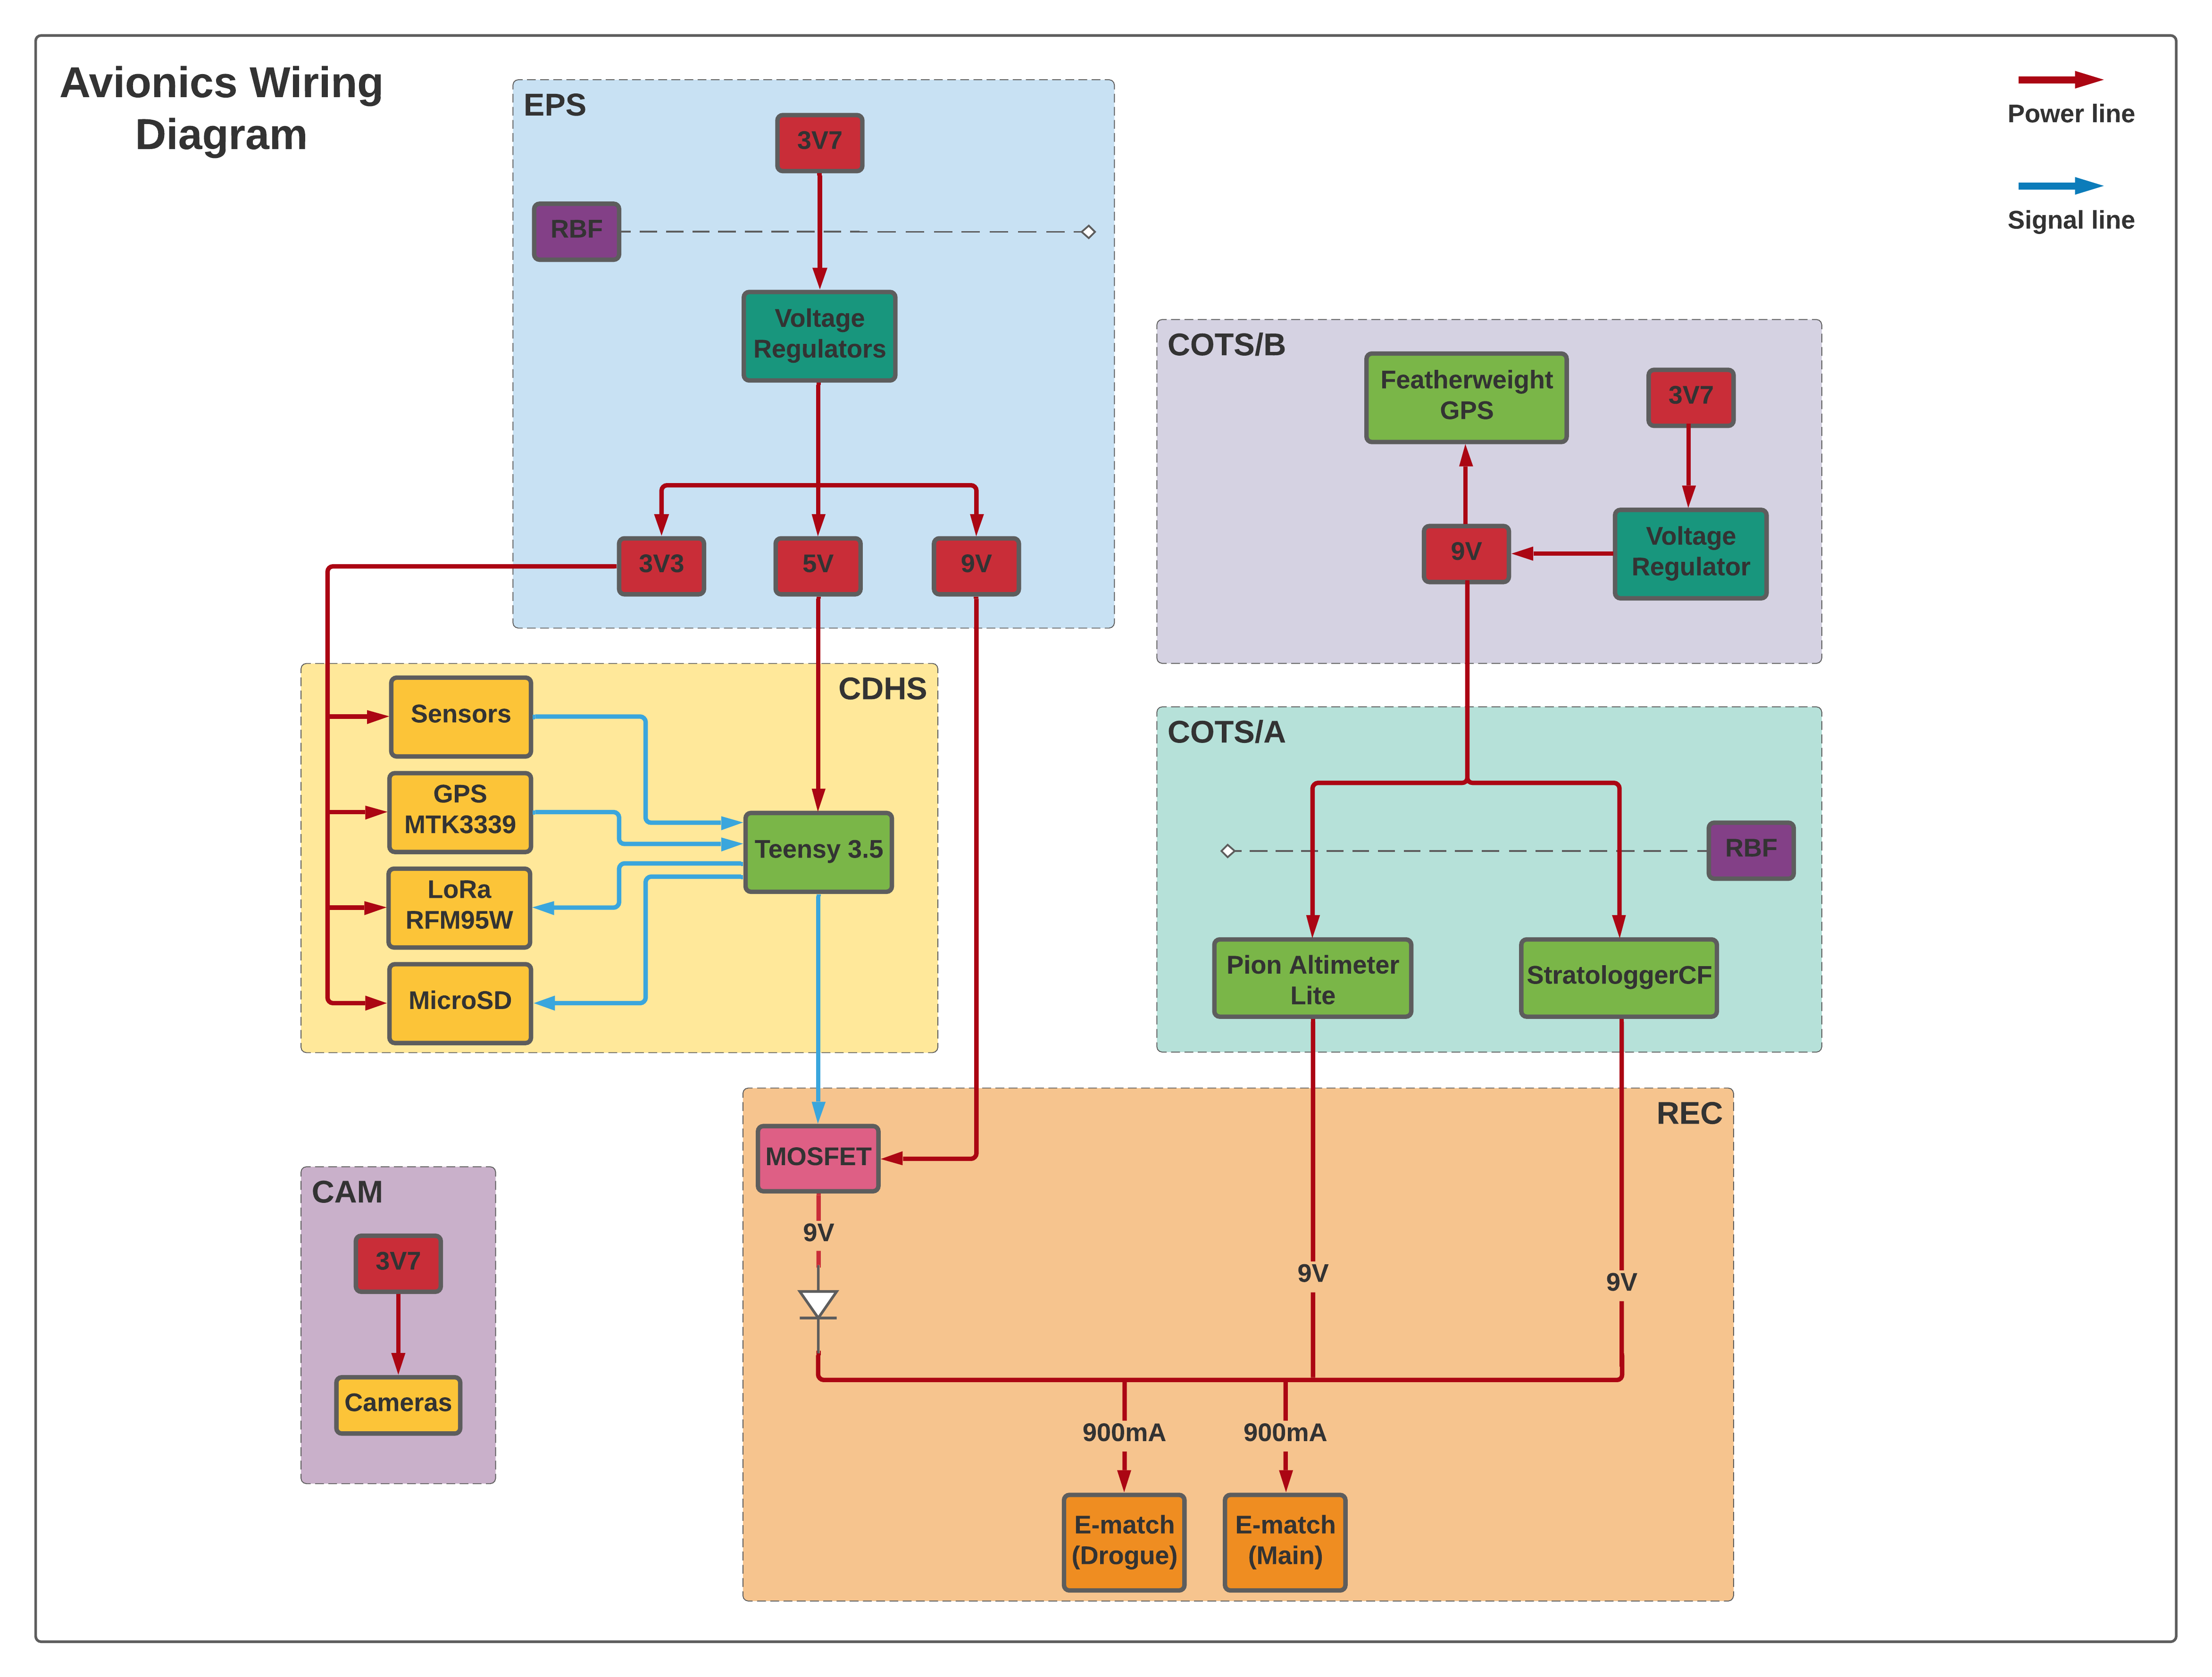 Avionics Wiring
Diagram
Power line
Signal line
EPS
3V7
RBF
Voltage
Regulators
3V3
5V
9V
COTS/B
Featherweight
GPS
3V7
9V
Voltage
Regulator
CDHS
Sensors
GPS
MTK3339
LoRa
RFM95W
MicroSD
Teensy 3.5
COTS/A
RBF
Pion Altimeter
Lite
StratologgerCF
REC
MOSFET
9V
9V
9V
900mA
900mA
E-match
(Drogue)
E-match
(Main)
CAM
3V7
Cameras